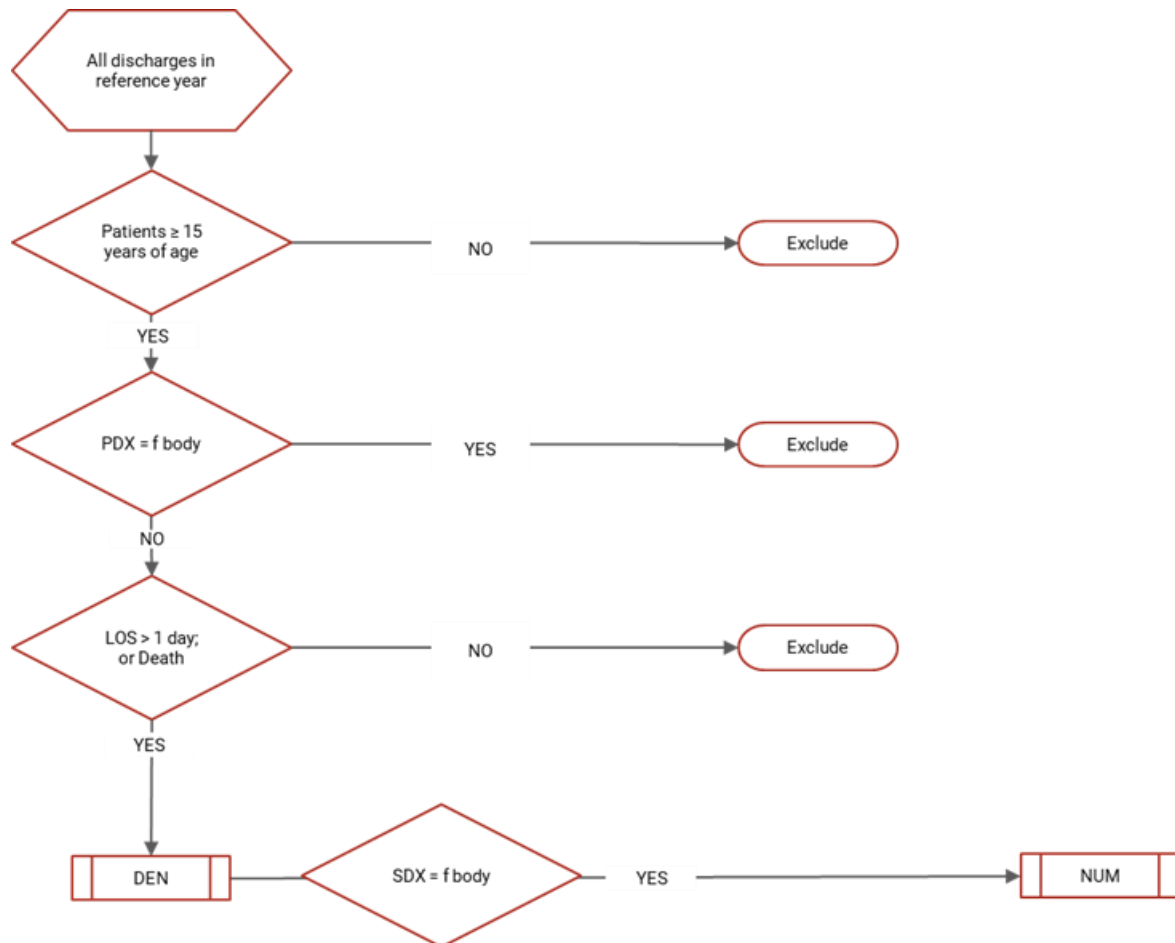 All discharges in
reference year
Patients ≥ 15
years of age
NO
Exclude
YES
PDX = f body
YES
Exclude
NO
LOS > 1 day;
or Death
NO
Exclude
YES
DEN
SDX = f body
YES
NUM